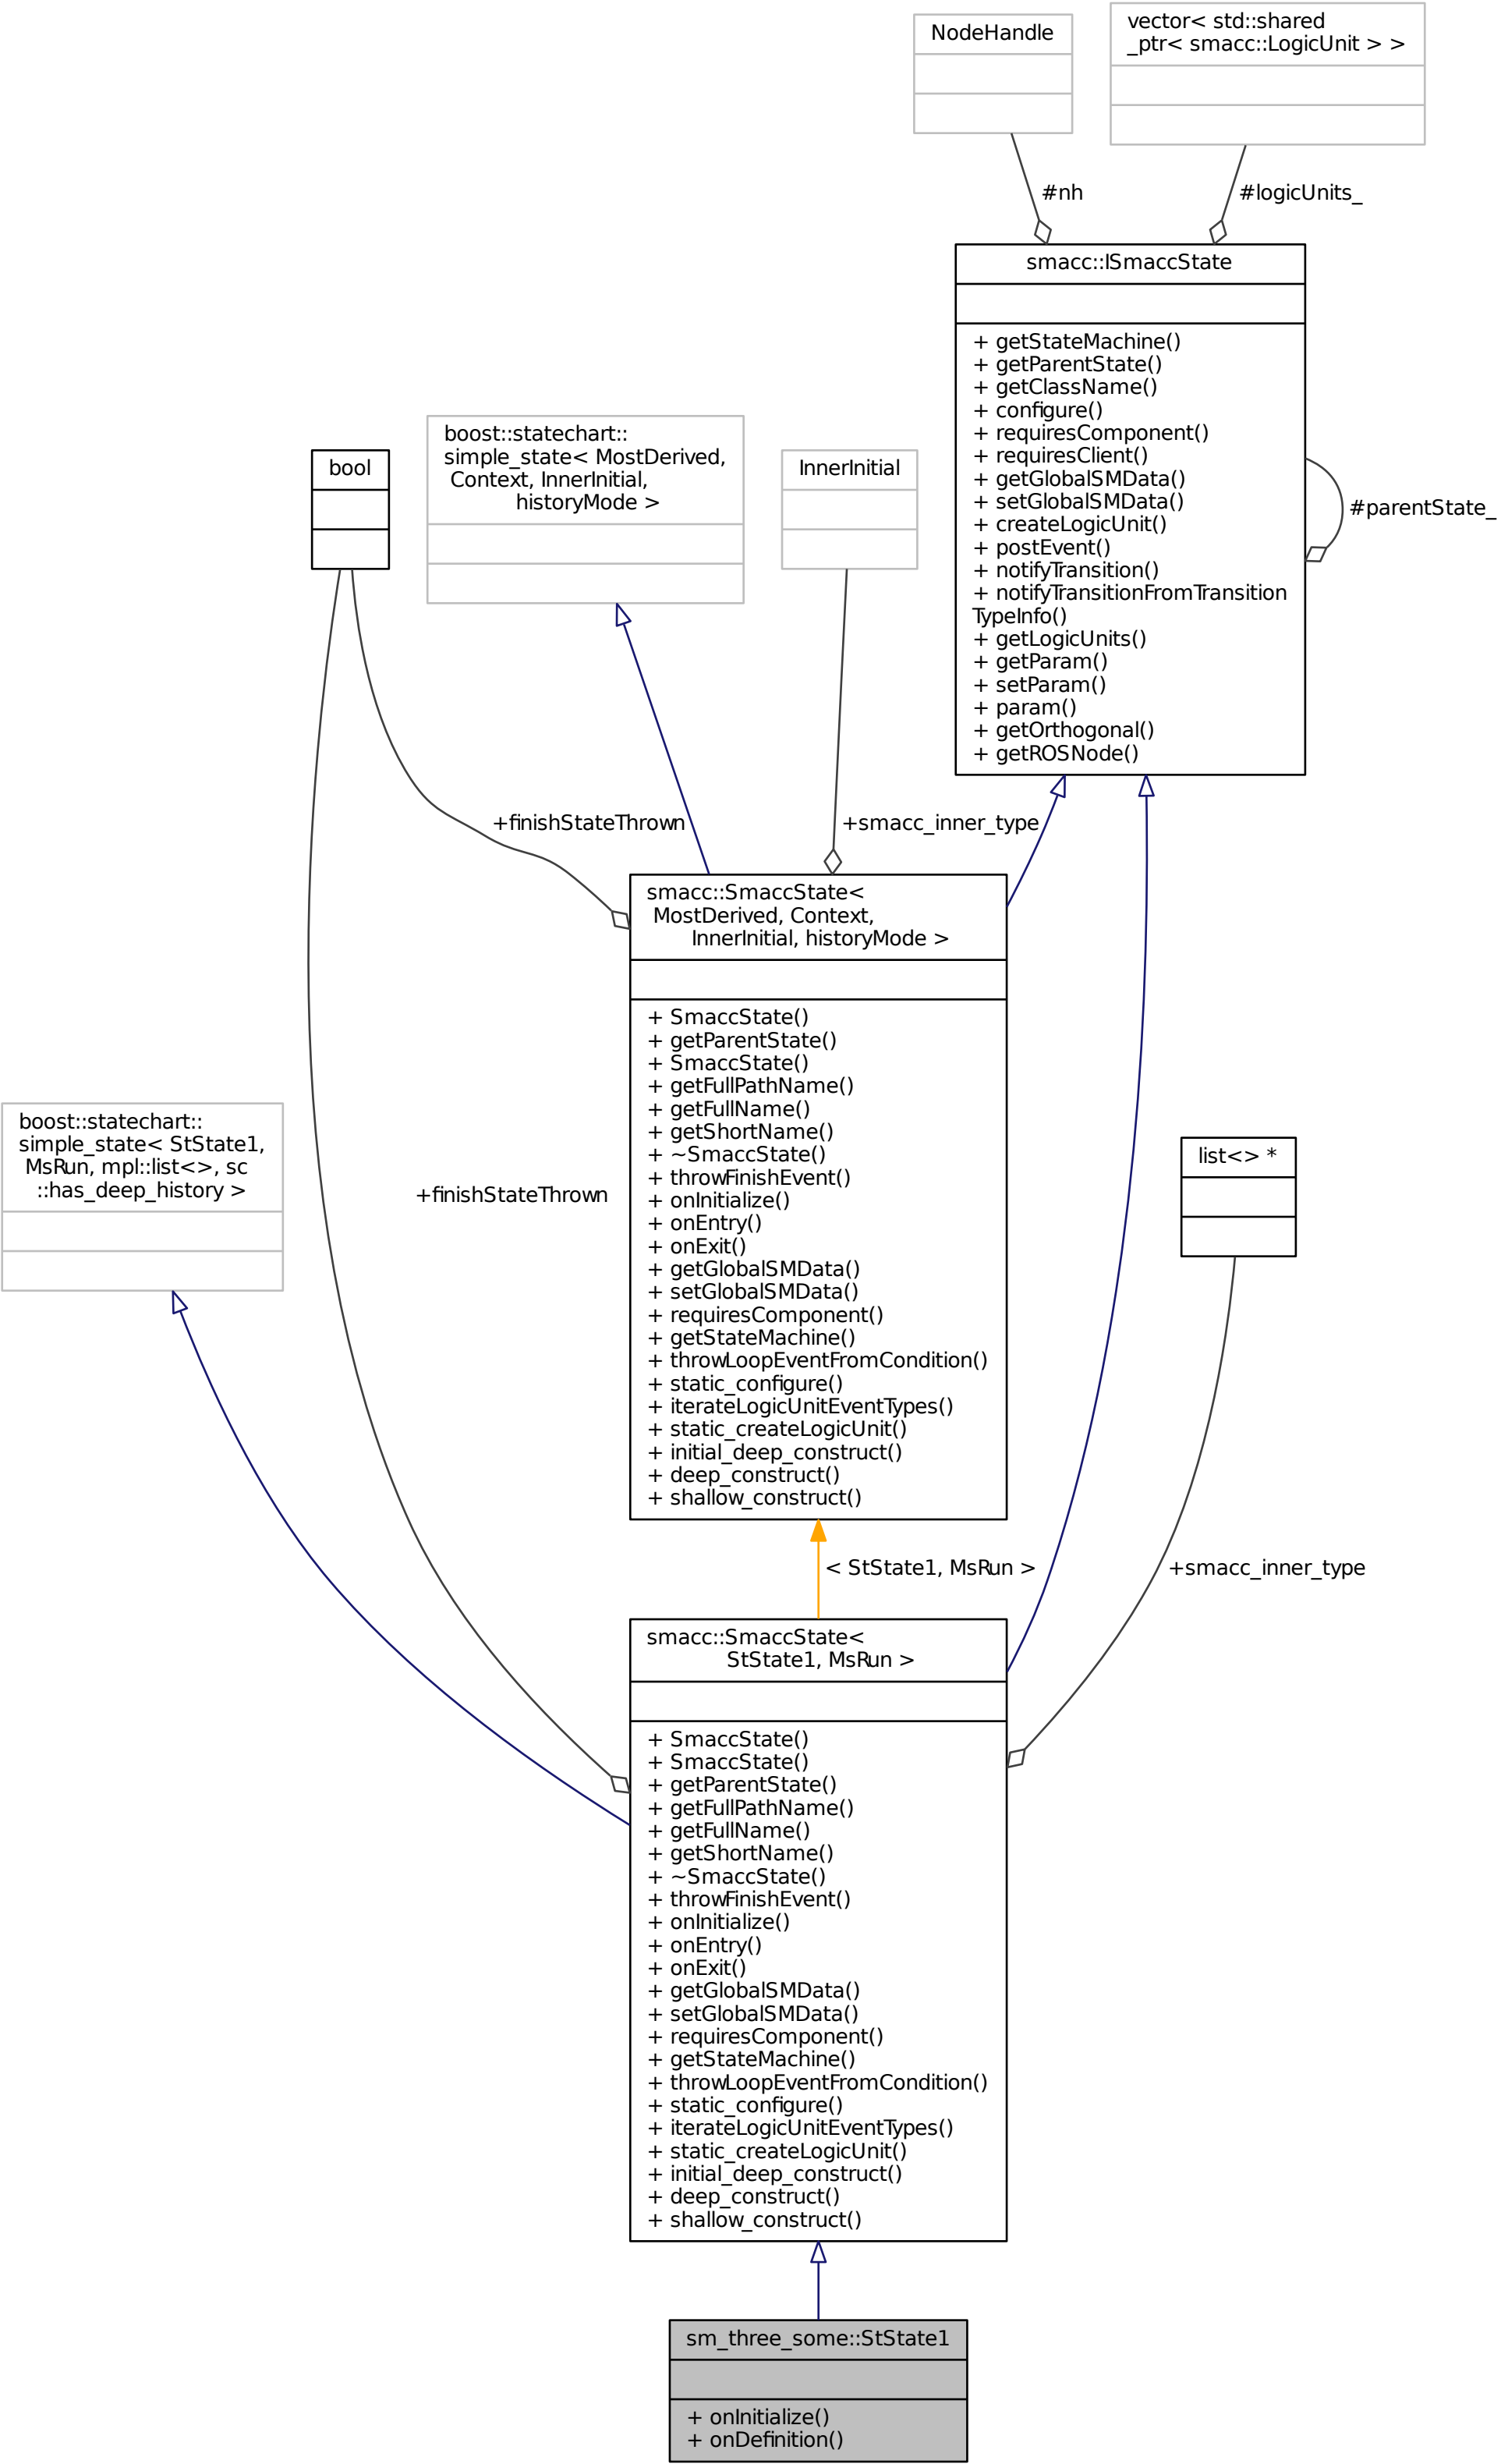 NodeHandle
vector< std::shared
_ptr< smacc::LogicUnit > >
#nh
#logicUnits_
smacc::ISmaccState
+ getStateMachine()
+ getParentState()
+ getClassName()
+ configure()
+ requiresComponent()
+ requiresClient()
+ getGlobalSMData()
+ setGlobalSMData()
+ createLogicUnit()
+ postEvent()
+ notifyTransition()
+ notifyTransitionFromTransition
TypeInfo()
+ getLogicUnits()
+ getParam()
+ setParam()
+ param()
+ getOrthogonal()
+ getROSNode()
#parentState_
bool
boost::statechart::
simple_state< MostDerived,
Context, InnerInitial,
historyMode >
InnerInitial
+finishStateThrown
+smacc_inner_type
smacc::SmaccState<
MostDerived, Context,
InnerInitial, historyMode >
+ SmaccState()
+ getParentState()
+ SmaccState()
+ getFullPathName()
+ getFullName()
+ getShortName()
+ ~SmaccState()
+ throwFinishEvent()
+ onInitialize()
+ onEntry()
+ onExit()
+ getGlobalSMData()
+ setGlobalSMData()
+ requiresComponent()
+ getStateMachine()
+ throwLoopEventFromCondition()
+ static_configure()
+ iterateLogicUnitEventTypes()
+ static_createLogicUnit()
+ initial_deep_construct()
+ deep_construct()
+ shallow_construct()
boost::statechart::
simple_state< StState1,
MsRun, mpl::list<>, sc
::has_deep_history >
+finishStateThrown
list<> *
< StState1, MsRun >
+smacc_inner_type
smacc::SmaccState<
StState1, MsRun >
+ SmaccState()
+ SmaccState()
+ getParentState()
+ getFullPathName()
+ getFullName()
+ getShortName()
+ ~SmaccState()
+ throwFinishEvent()
+ onInitialize()
+ onEntry()
+ onExit()
+ getGlobalSMData()
+ setGlobalSMData()
+ requiresComponent()
+ getStateMachine()
+ throwLoopEventFromCondition()
+ static_configure()
+ iterateLogicUnitEventTypes()
+ static_createLogicUnit()
+ initial_deep_construct()
+ deep_construct()
+ shallow_construct()
sm_three_some::StState1
+ onInitialize()
+ onDefinition()